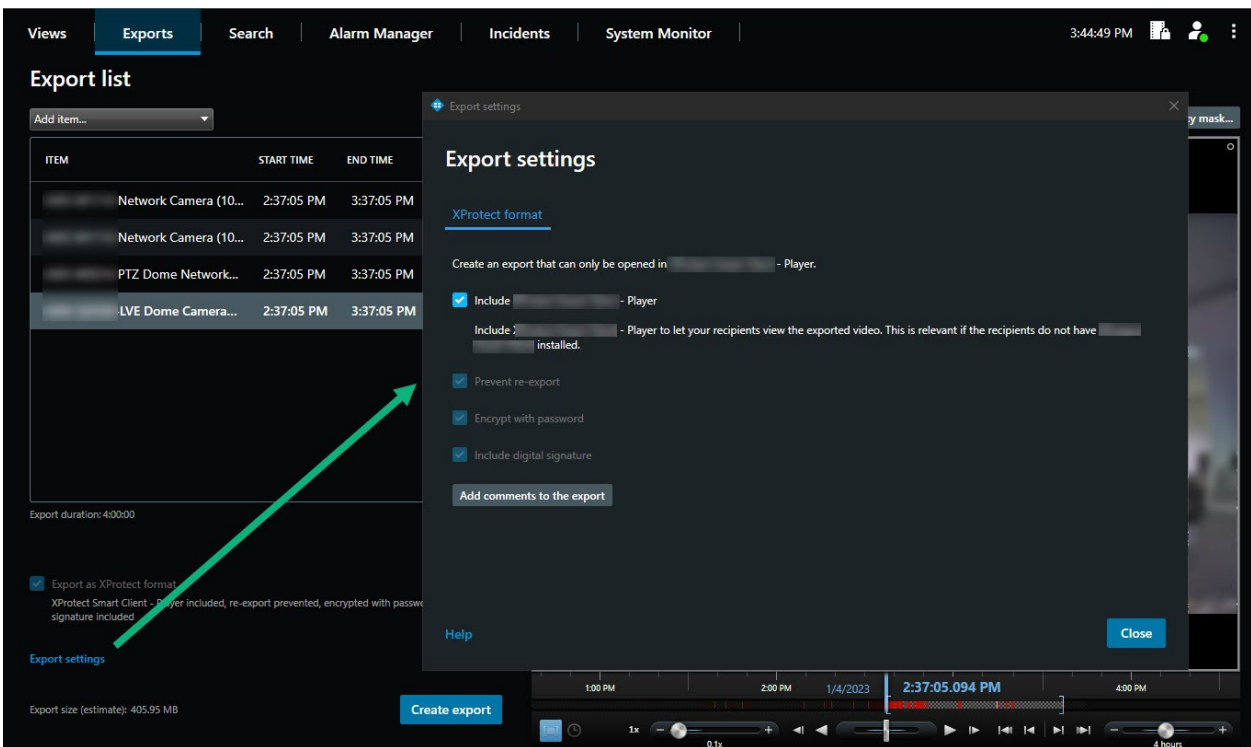 Views Exports Search Alarm Manager Incidents System Monitor 3:44:49 PM
Export list
Add item...
y mask...
ITEM START TIME END TIME
Network Camera (10... 2:37:05 PM 3:37:05 PM
Network Camera (10... 2:37:05 PM 3:37:05 PM
PTZ Dome Network... 2:37:05 PM 3:37:05 PM
-LVE Dome Camera... 2:37:05 PM 3:37:05 PM
Export duration: 4:00:00
Export as XProtect format
XProtect Smart Client - Player included, re-export prevented, encrypted with passw
signature included
Export settings
Export size (estimate): 405.95 MB
Create export
Export settings
Export settings
XProtect format
Create an export that can only be opened in - Player.
Include - Player
Include - Player to let your recipients view the exported video. This is relevant if the recipients do not have
installed.
Prevent re-export
Encrypt with password
Include digital signature
Add comments to the export
Help
Close
1:00 PM 2:00 PM 1/4/2023 2:37:05.094 PM 4:00 PM
1x
0.1x
4 hours